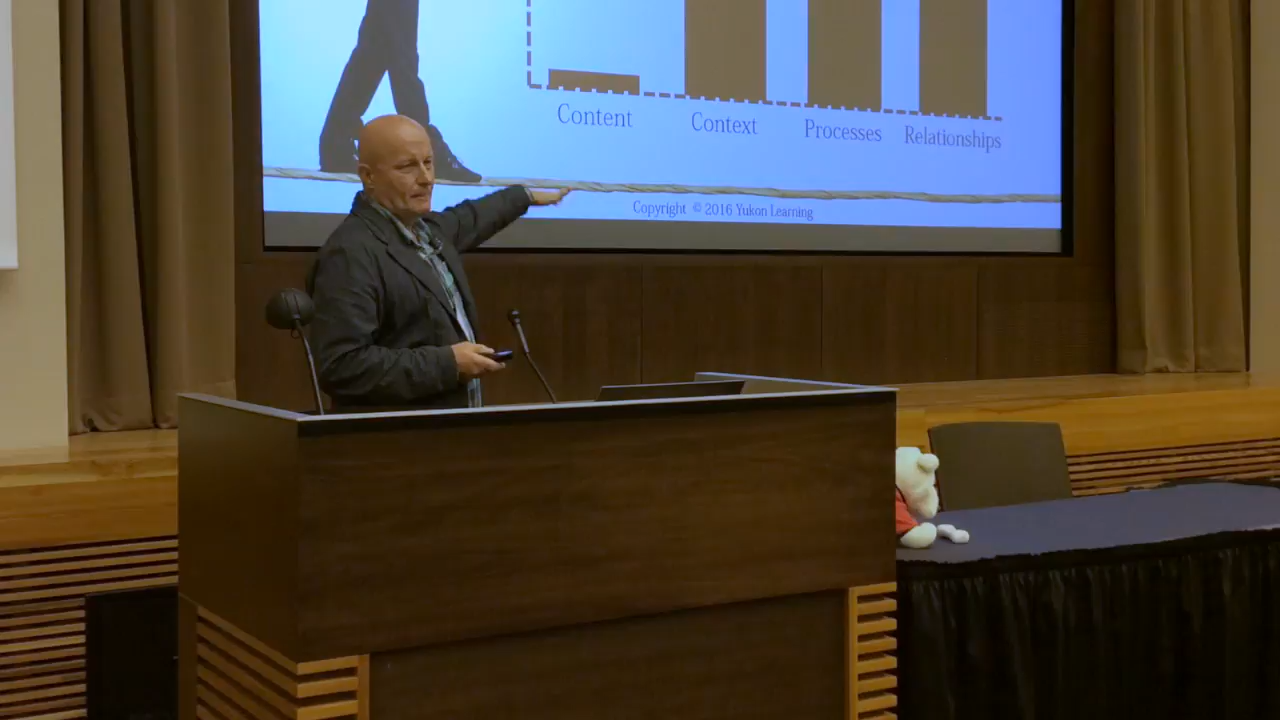 Content
Context
Processes
Relationships
Copyright © 2016 Yukon Learning